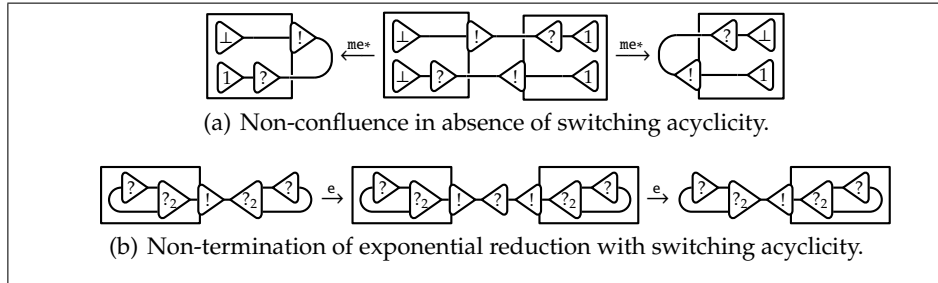 ⊥ ! me* ⊥ ! ? 1 me* ? ⊥
1 ? ← ⊥ ? ! 1 → ! 1
(a) Non-confluence in absence of switching acyclicity.
? ?₂ ! ?₂ ? e → ? ?₂ ! ? ! ?₂ ? e → ? ?₂ ! ?₂ ?
(b) Non-termination of exponential reduction with switching acyclicity.